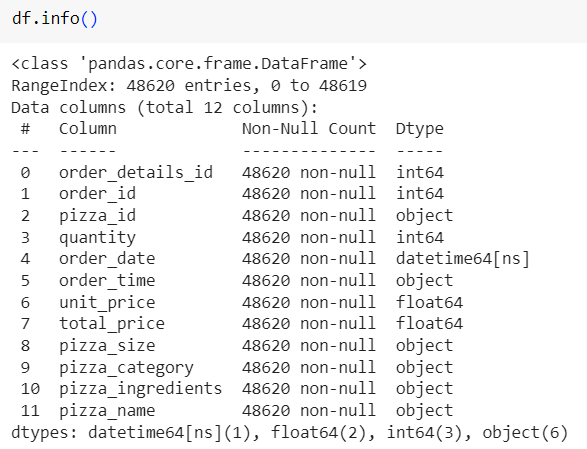 df.info()
<class 'pandas.core.frame.DataFrame'>
RangeIndex: 48620 entries, 0 to 48619
Data columns (total 12 columns):
 #   Column             Non-Null Count  Dtype
---  ------             --------------  -----
 0   order_details_id   48620 non-null  int64
 1   order_id           48620 non-null  int64
 2   pizza_id           48620 non-null  object
 3   quantity           48620 non-null  int64
 4   order_date         48620 non-null  datetime64[ns]
 5   order_time         48620 non-null  object
 6   unit_price         48620 non-null  float64
 7   total_price        48620 non-null  float64
 8   pizza_size         48620 non-null  object
 9   pizza_category     48620 non-null  object
 10  pizza_ingredients  48620 non-null  object
 11  pizza_name         48620 non-null  object
dtypes: datetime64[ns](1), float64(2), int64(3), object(6)